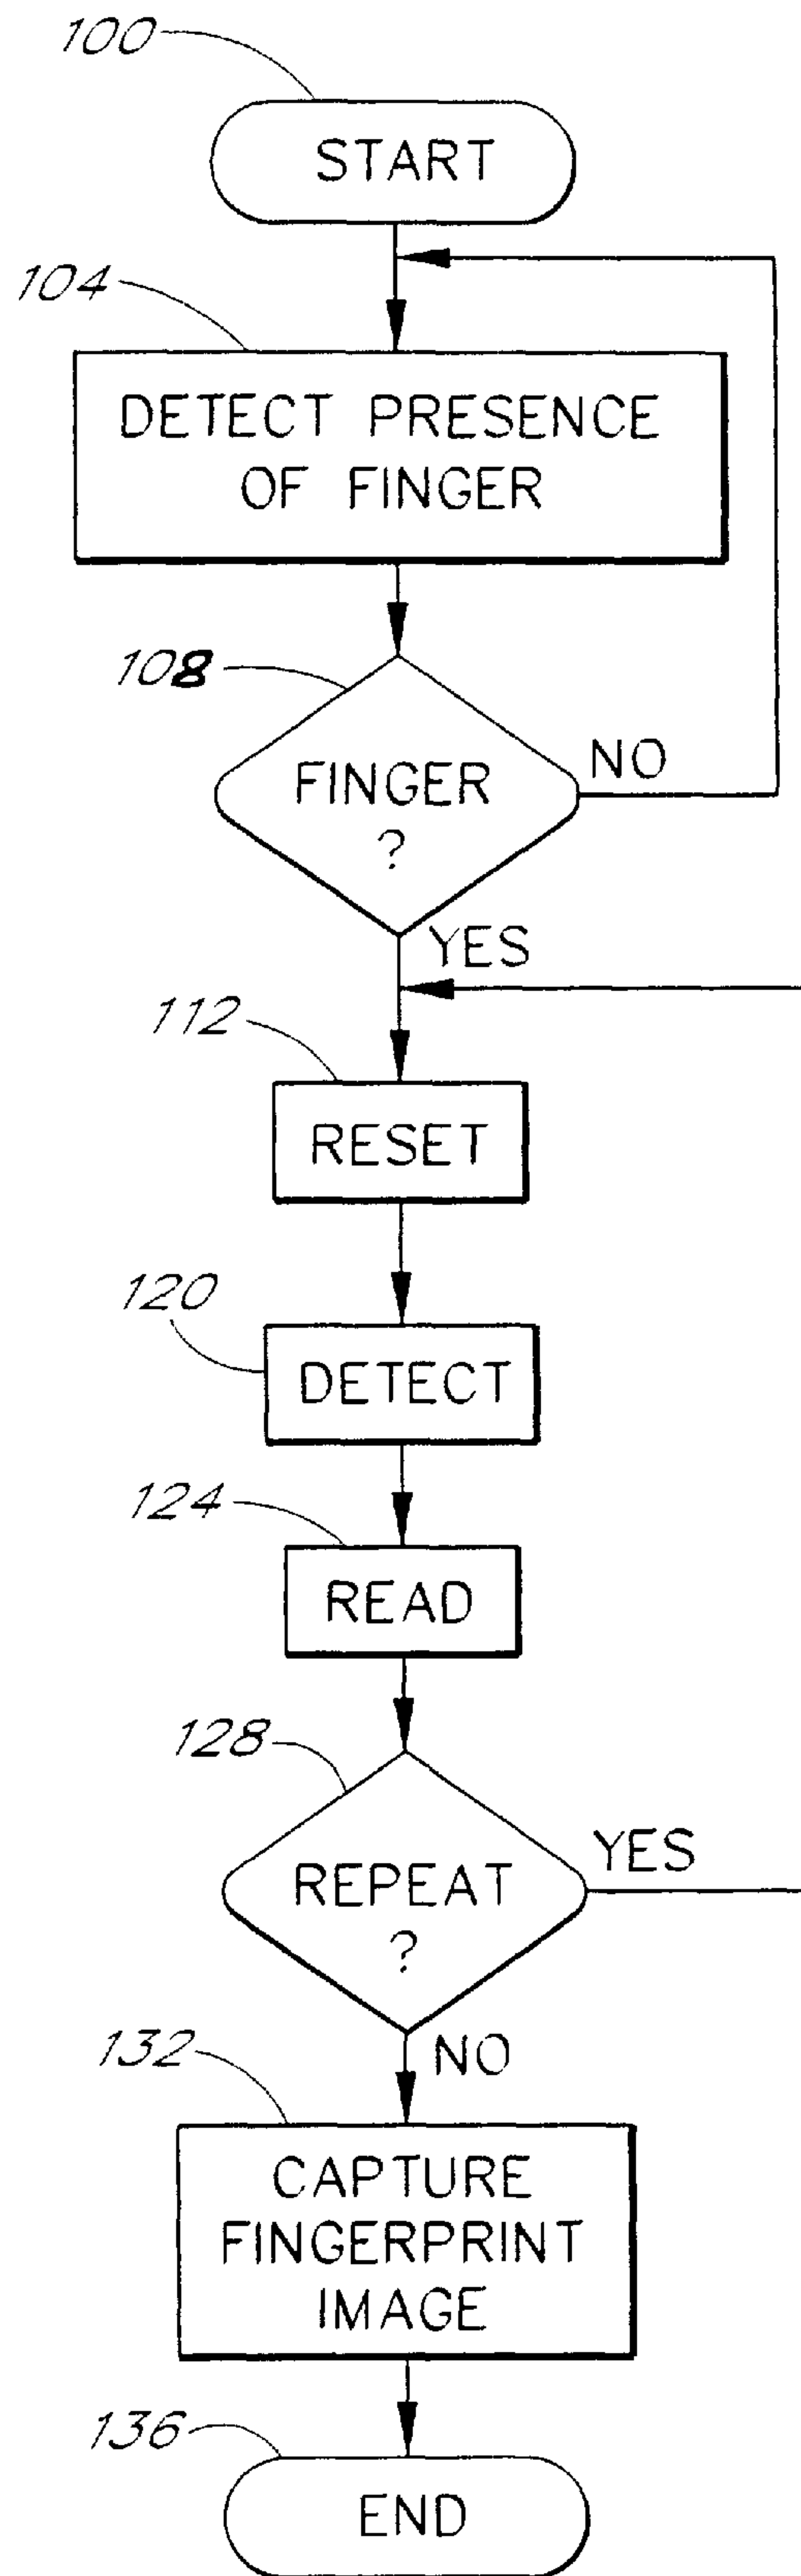 100
START
104
DETECT PRESENCE
OF FINGER
108
FINGER
?
NO
YES
112
RESET
120
DETECT
124
READ
128
REPEAT
?
YES
NO
132
CAPTURE
FINGERPRINT
IMAGE
136
END